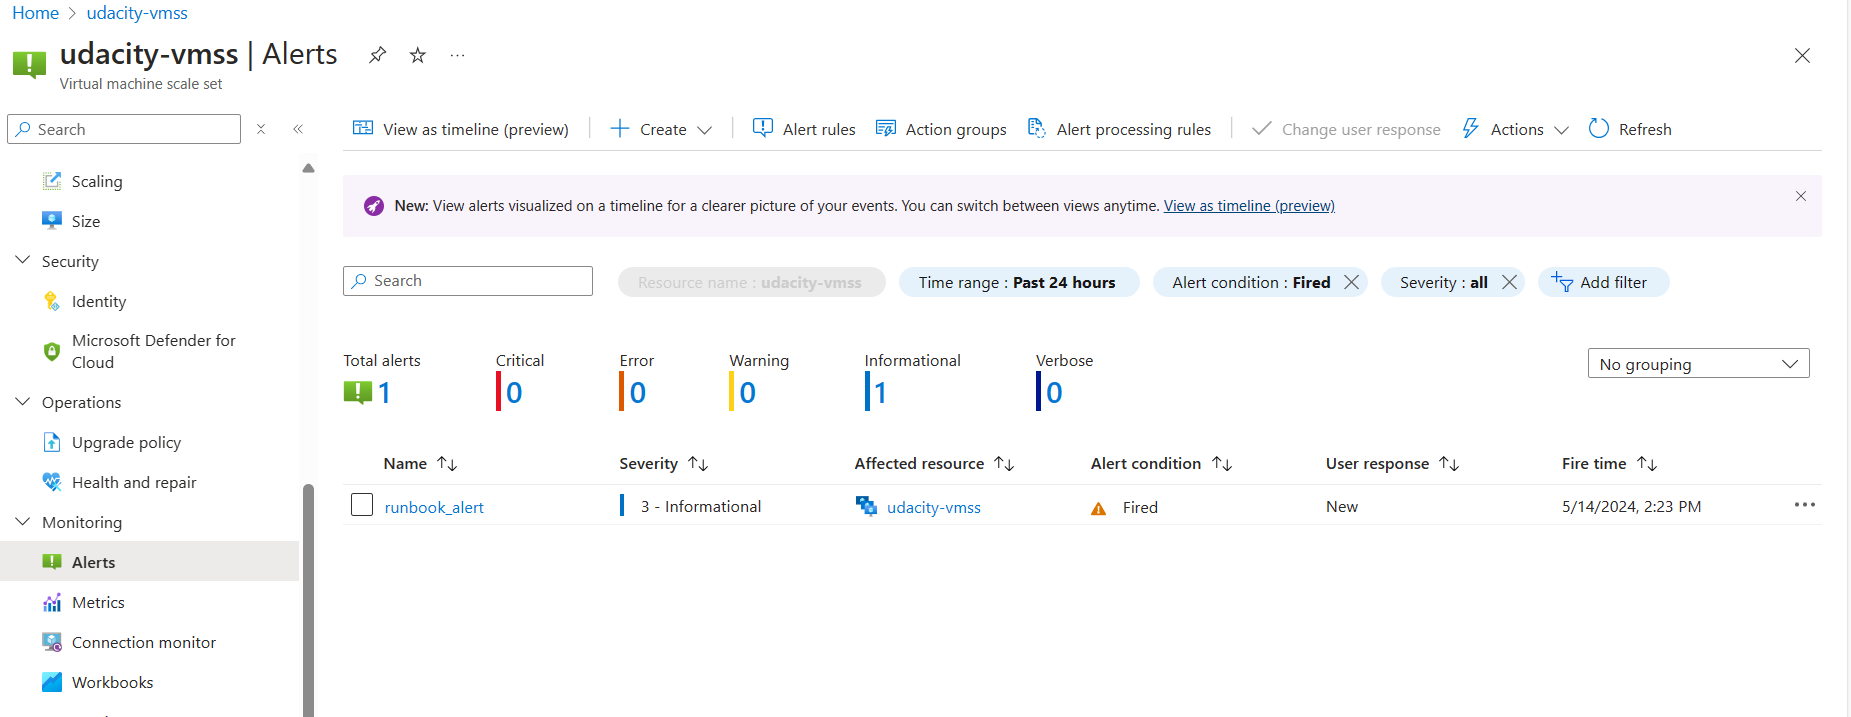 Home > udacity-vmss
udacity-vmss | Alerts
Virtual machine scale set
Search
View as timeline (preview)
Create
Alert rules
Action groups
Alert processing rules
Change user response
Actions
Refresh
Scaling
Size
Security
Identity
Microsoft Defender for
Cloud
Operations
Upgrade policy
Health and repair
Monitoring
Alerts
Metrics
Connection monitor
Workbooks
New: View alerts visualized on a timeline for a clearer picture of your events. You can switch between views anytime. View as timeline (preview)
Search
Resource name : udacity-vmss
Time range : Past 24 hours
Alert condition : Fired
Severity : all
Add filter
Total alerts Critical Error Warning Informational Verbose
1 0 0 0 1 0
No grouping
Name Severity Affected resource Alert condition User response Fire time
runbook_alert 3 - Informational udacity-vmss Fired New 5/14/2024, 2:23 PM